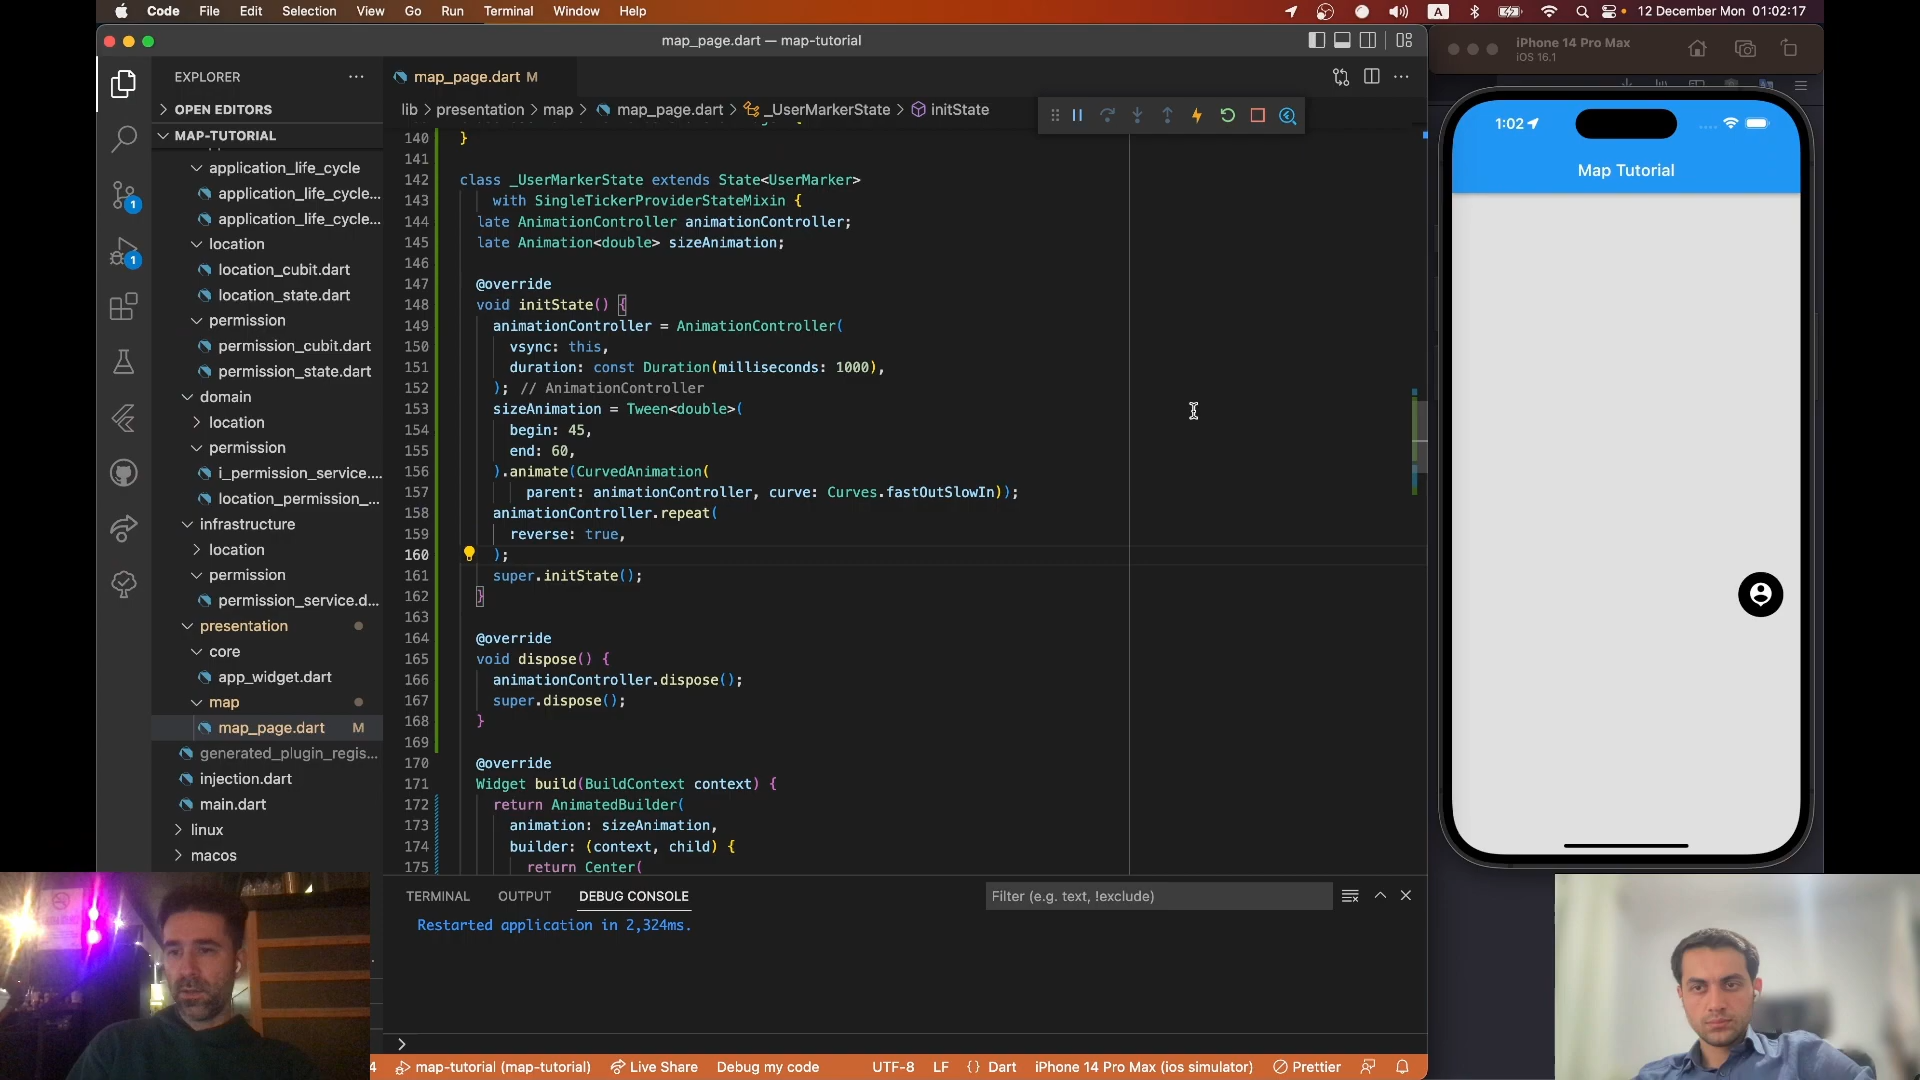 Code File Edit Selection View Go Run Terminal Window Help
A
12 December Mon 01:02:17
map_page.dart — map-tutorial
EXPLORER
OPEN EDITORS
MAP-TUTORIAL
application_life_cycle
application_life_cycle...
application_life_cycle...
location
location_cubit.dart
location_state.dart
permission
permission_cubit.dart
permission_state.dart
domain
location
permission
i_permission_service....
location_permission_...
infrastructure
location
permission
permission_service.d...
presentation
core
app_widget.dart
map
map_page.dart M
generated_plugin_regis...
injection.dart
main.dart
linux
macos
1
1
map_page.dart M
lib > presentation > map > map_page.dart > _UserMarkerState > initState
140 }
141
142 class _UserMarkerState extends State<UserMarker>
143 with SingleTickerProviderStateMixin {
144 late AnimationController animationController;
145 late Animation<double> sizeAnimation;
146
147 @override
148 void initState() {
149 animationController = AnimationController(
150 vsync: this,
151 duration: const Duration(milliseconds: 1000),
152 ); // AnimationController
153 sizeAnimation = Tween<double>(
154 begin: 45,
155 end: 60,
156 ).animate(CurvedAnimation(
157 parent: animationController, curve: Curves.fastOutSlowIn));
158 animationController.repeat(
159 reverse: true,
160 );
161 super.initState();
162 }
163
164 @override
165 void dispose() {
166 animationController.dispose();
167 super.dispose();
168 }
169
170 @override
171 Widget build(BuildContext context) {
172 return AnimatedBuilder(
173 animation: sizeAnimation,
174 builder: (context, child) {
175 return Center(
TERMINAL OUTPUT DEBUG CONSOLE
Filter (e.g. text, !exclude)
Restarted application in 2,324ms.
4 map-tutorial (map-tutorial) Live Share Debug my code UTF-8 LF {} Dart iPhone 14 Pro Max (ios simulator) Prettier
iPhone 14 Pro Max
iOS 16.1
1:02
Map Tutorial